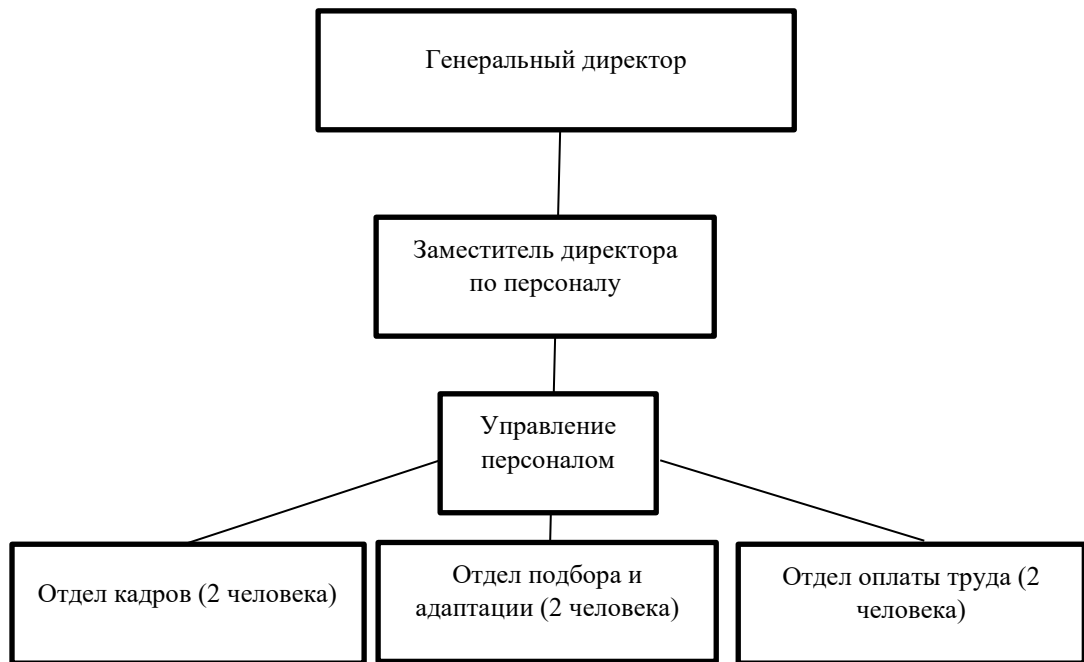 Генеральный директор
Заместитель директора
по персоналу
Управление
персоналом
Отдел кадров (2 человека)
Отдел подбора и
адаптации (2 человека)
Отдел оплаты труда (2
человека)